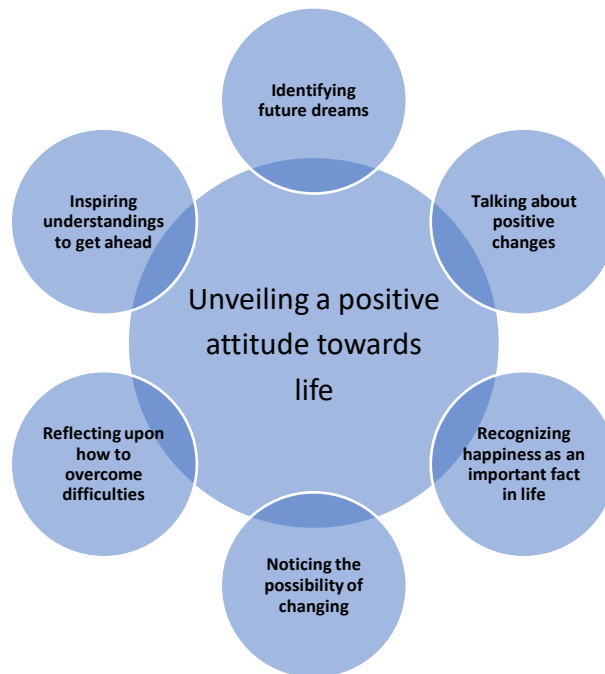 Identifying
future dreams
Inspiring
understandings
to get ahead
Talking about
positive
changes
Unveiling a positive
attitude towards
life
Reflecting upon
how to
overcome
difficulties
Recognizing
happiness as an
important fact
in life
Noticing the
possibility of
changing